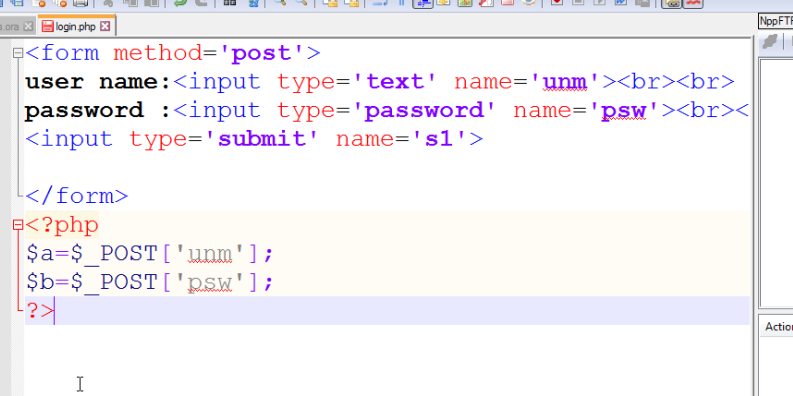 s.ora login.php
NppFTP
<form method='post'>
user name:<input type='text' name='unm'><br><br>
password :<input type='password' name='psw'><br><
<input type='submit' name='s1'>
</form>
<?php
$a=$_POST['unm'];
$b=$_POST['psw'];
?>
Action